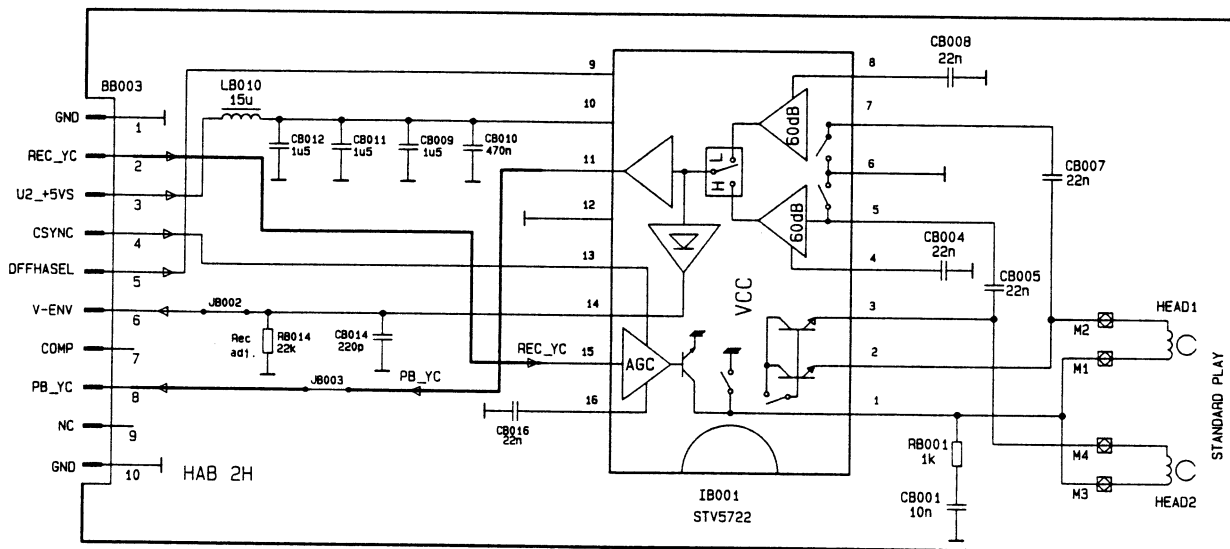 BB003
GND
1
REC_YC
2
U2_+5VS
3
CSYNC
4
OFFHASEL
5
V-ENV
6
COMP
7
PB_YC
8
NC
9
GND
10
HAB 2H
LB010
15u
CB012
1u5
CB011
1u5
CB009
1u5
CB010
470n
JB002
Rec
adj.
RB014
22k
CB014
220p
JB003
PB_YC
REC_YC
CB016
22n
9
10
11
12
13
14
15
16
AGC
60dB
60dB
L
H
VCC
8
7
6
5
4
3
2
1
IB001
STV5722
CB008
22n
CB007
22n
CB004
22n
CB005
22n
RB001
1k
CB001
10n
M2
M1
M4
M3
HEAD1
HEAD2
STANDARD PLAY